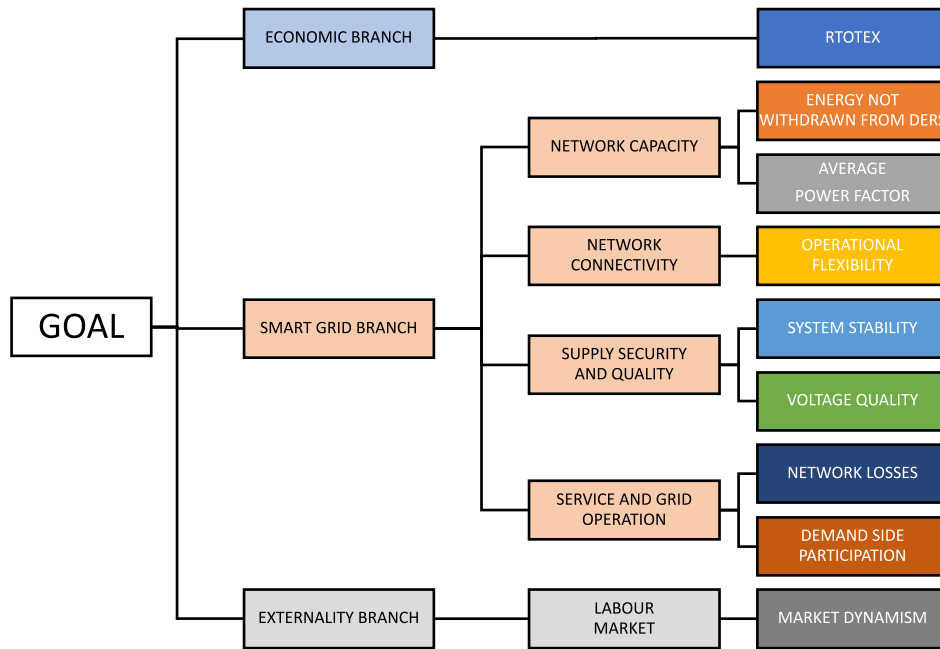 GOAL
ECONOMIC BRANCH
RTOTEX
SMART GRID BRANCH
NETWORK CAPACITY
ENERGY NOT
WITHDRAWN FROM DERS
AVERAGE
POWER FACTOR
NETWORK
CONNECTIVITY
OPERATIONAL
FLEXIBILITY
SUPPLY SECURITY
AND QUALITY
SYSTEM STABILITY
VOLTAGE QUALITY
SERVICE AND GRID
OPERATION
NETWORK LOSSES
DEMAND SIDE
PARTICIPATION
EXTERNALITY BRANCH
LABOUR
MARKET
MARKET DYNAMISM